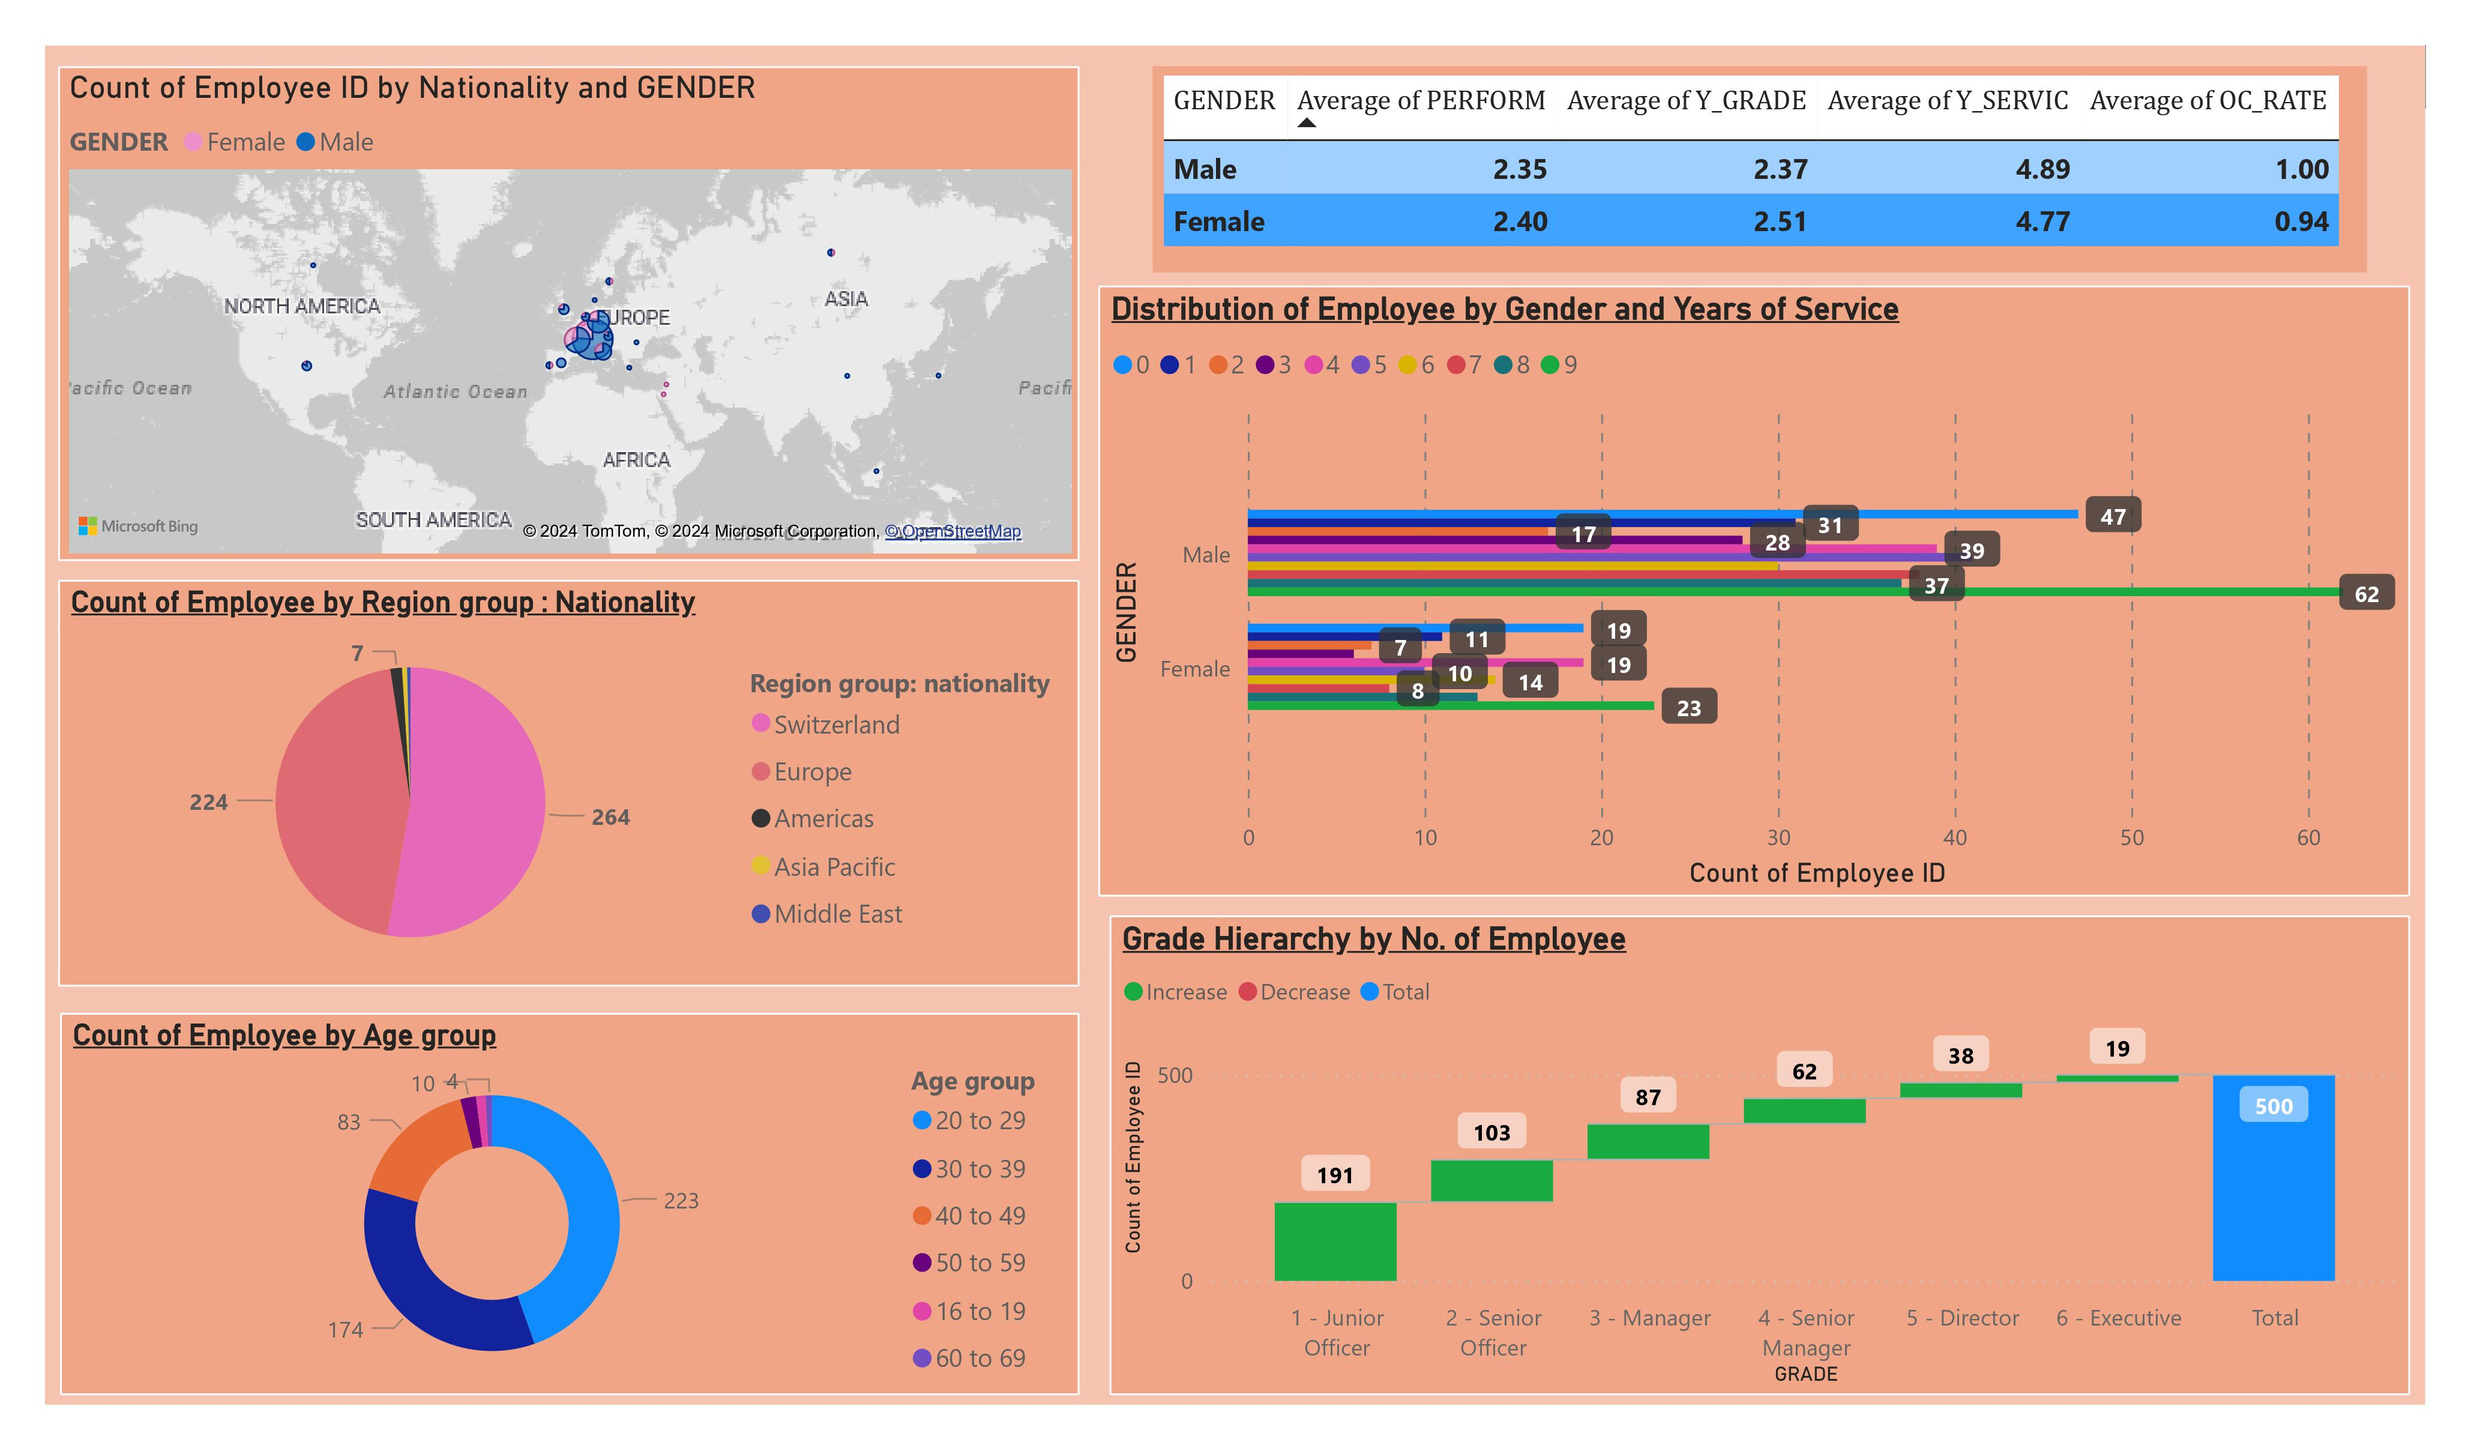 Count of Employee ID by Nationality and GENDER
GENDER Female Male
NORTH AMERICA
EUROPE
ASIA
Pacific Ocean
Atlantic Ocean
AFRICA
SOUTH AMERICA
Microsoft Bing
© 2024 TomTom, © 2024 Microsoft Corporation, © OpenStreetMap
GENDER Average of PERFORM Average of Y_GRADE Average of Y_SERVIC Average of OC_RATE
Male 2.35 2.37 4.89 1.00
Female 2.40 2.51 4.77 0.94
Count of Employee by Region group : Nationality
7
224
264
Region group: nationality
Switzerland
Europe
Americas
Asia Pacific
Middle East
Distribution of Employee by Gender and Years of Service
0 1 2 3 4 5 6 7 8 9
GENDER
Male
47
31
17
28
39
37
62
Female
19
11
7
19
10
14
8
23
0 10 20 30 40 50 60
Count of Employee ID
Count of Employee by Age group
10 4
83
223
174
Age group
20 to 29
30 to 39
40 to 49
50 to 59
16 to 19
60 to 69
Grade Hierarchy by No. of Employee
Increase Decrease Total
Count of Employee ID
500
0
191
103
87
62
38
19
500
1 - Junior Officer
2 - Senior Officer
3 - Manager
4 - Senior Manager
5 - Director
6 - Executive
Total
GRADE